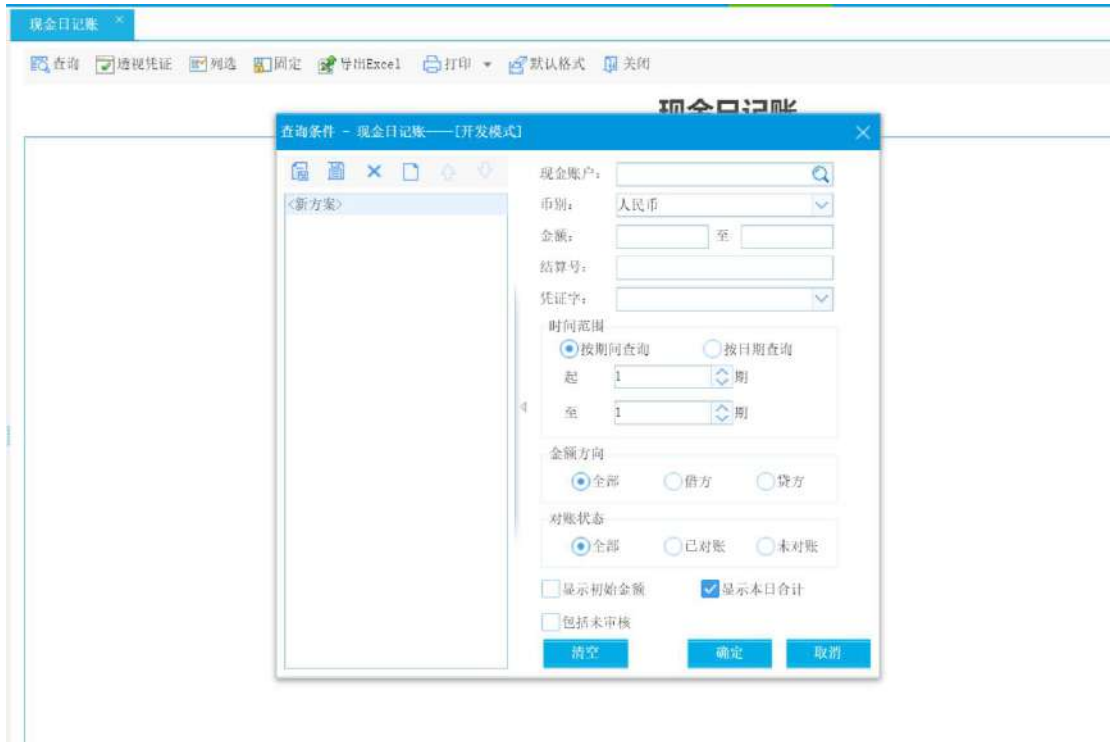 现金日记账 ×
查询 透视凭证 列选 固定 导出Excel 打印 默认格式 关闭
现金日记账
查询条件 - 现金日记账——[开发模式]
现金账户:
<新方案>
币别: 人民币
金额: 至
结算号:
凭证字:
时间范围
按期间查询 按日期查询
起 1 期
至 1 期
金额方向
全部 借方 贷方
对账状态
全部 已对账 未对账
显示初始金额 显示本日合计
包括未审核
清空 确定 取消